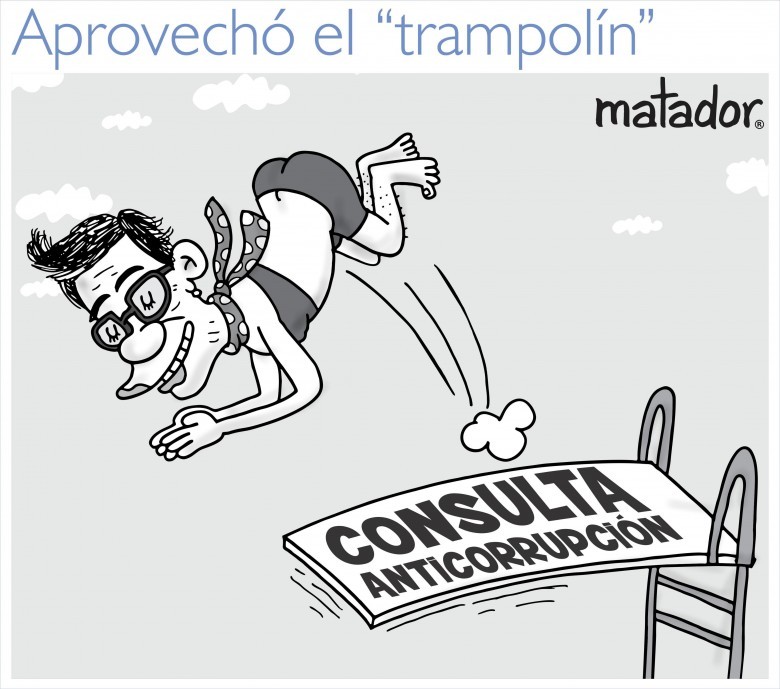 Aprovechó el “trampolín”
matador®
CONSULTA
ANTiCORRUPCiÓN